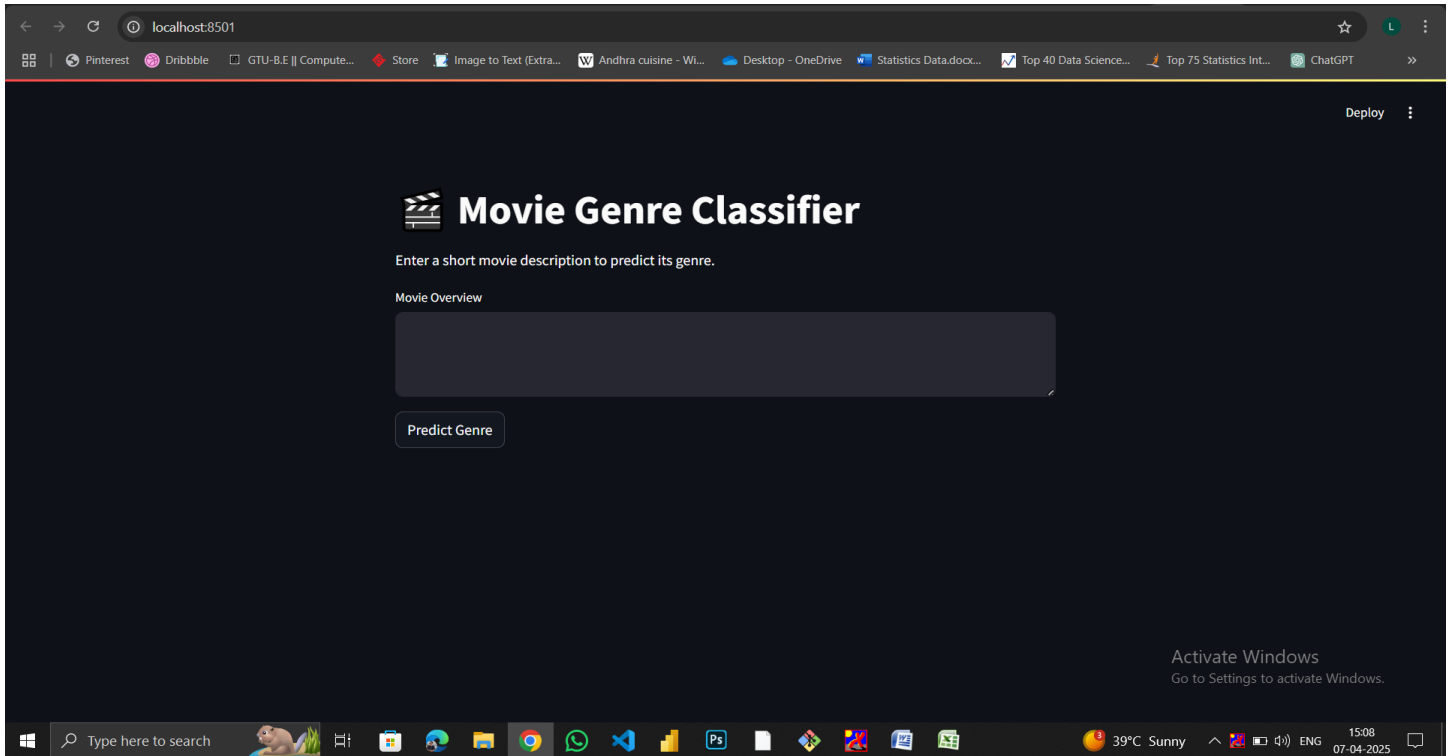 localhost:8501
L
Pinterest Dribbble GTU-B.E || Compute... Store Image to Text (Extra... Andhra cuisine - Wi... Desktop - OneDrive Statistics Data.docx... Top 40 Data Science... Top 75 Statistics Int... ChatGPT
Deploy
Movie Genre Classifier
Enter a short movie description to predict its genre.
Movie Overview
Predict Genre
Activate Windows
Go to Settings to activate Windows.
Type here to search
Ps
3
39°C Sunny
ENG
15:08
07-04-2025